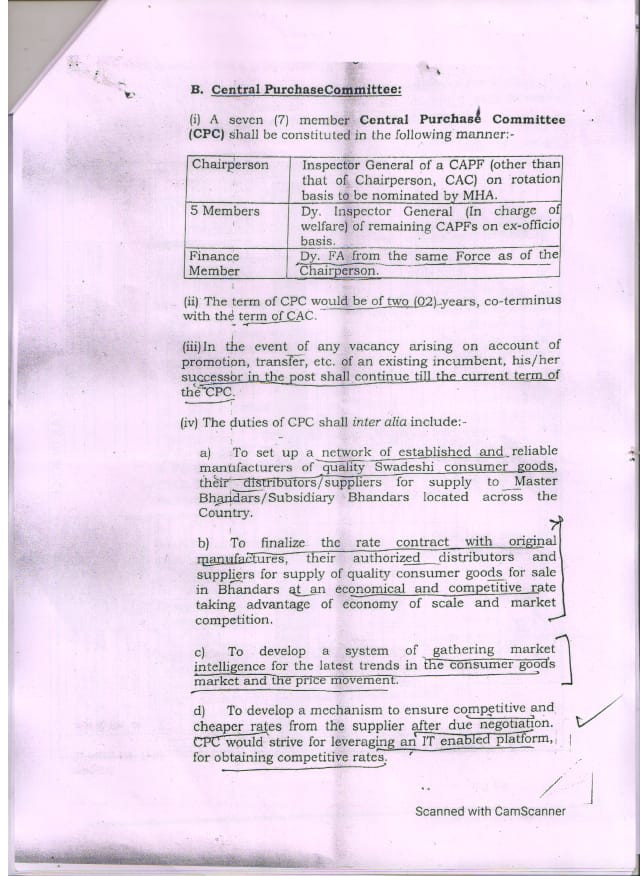 B. Central PurchaseCommittee:
(i) A seven (7) member Central Purchase Committee
(CPC) shall be constituted in the following manner:-
Chairperson
Inspector General of a CAPF (other than
that of Chairperson, CAC) on rotation
basis to be nominated by MHA.
5 Members
Dy. Inspector General (In charge of
welfare) of remaining CAPFs on ex-officio
basis.
Finance
Member
Dy. FA from the same Force as of the
Chairperson.
(ii) The term of CPC would be of two (02) years, co-terminus
with the term of CAC.
(iii)In the event of any vacancy arising on account of
promotion, transfer, etc. of an existing incumbent, his/her
successor in the post shall continue till the current term of
the CPC.
(iv) The duties of CPC shall inter alia include:-
a) To set up a network of established and reliable
manufacturers of quality Swadeshi consumer goods,
their distributors/suppliers for supply to Master
Bhandars/Subsidiary Bhandars located across the
Country.
b) To finalize the rate contract with original
manufactures, their authorized distributors and
suppliers for supply of quality consumer goods for sale
in Bhandars at an economical and competitive rate
taking advantage of economy of scale and market
competition.
c) To develop a system of gathering market
intelligence for the latest trends in the consumer goods
market and the price movement.
d) To develop a mechanism to ensure competitive and
cheaper rates from the supplier after due negotiation.
CPC would strive for leveraging an IT enabled platform,
for obtaining competitive rates.
Scanned with CamScanner